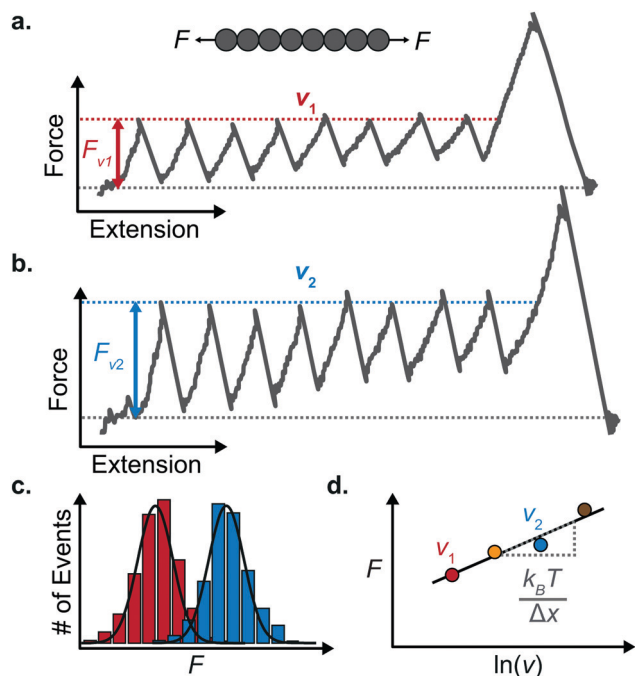 a.
F
F
v1
Force
Fv1
Extension
b.
v2
Force
Fv2
Extension
c.
# of Events
F
d.
F
v1
v2
kBT
Δx
ln(v)